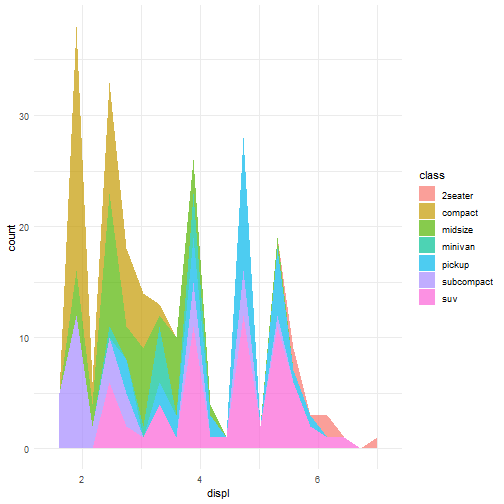 30
20
10
0
count
2
4
6
displ
class
2seater
compact
midsize
minivan
pickup
subcompact
suv